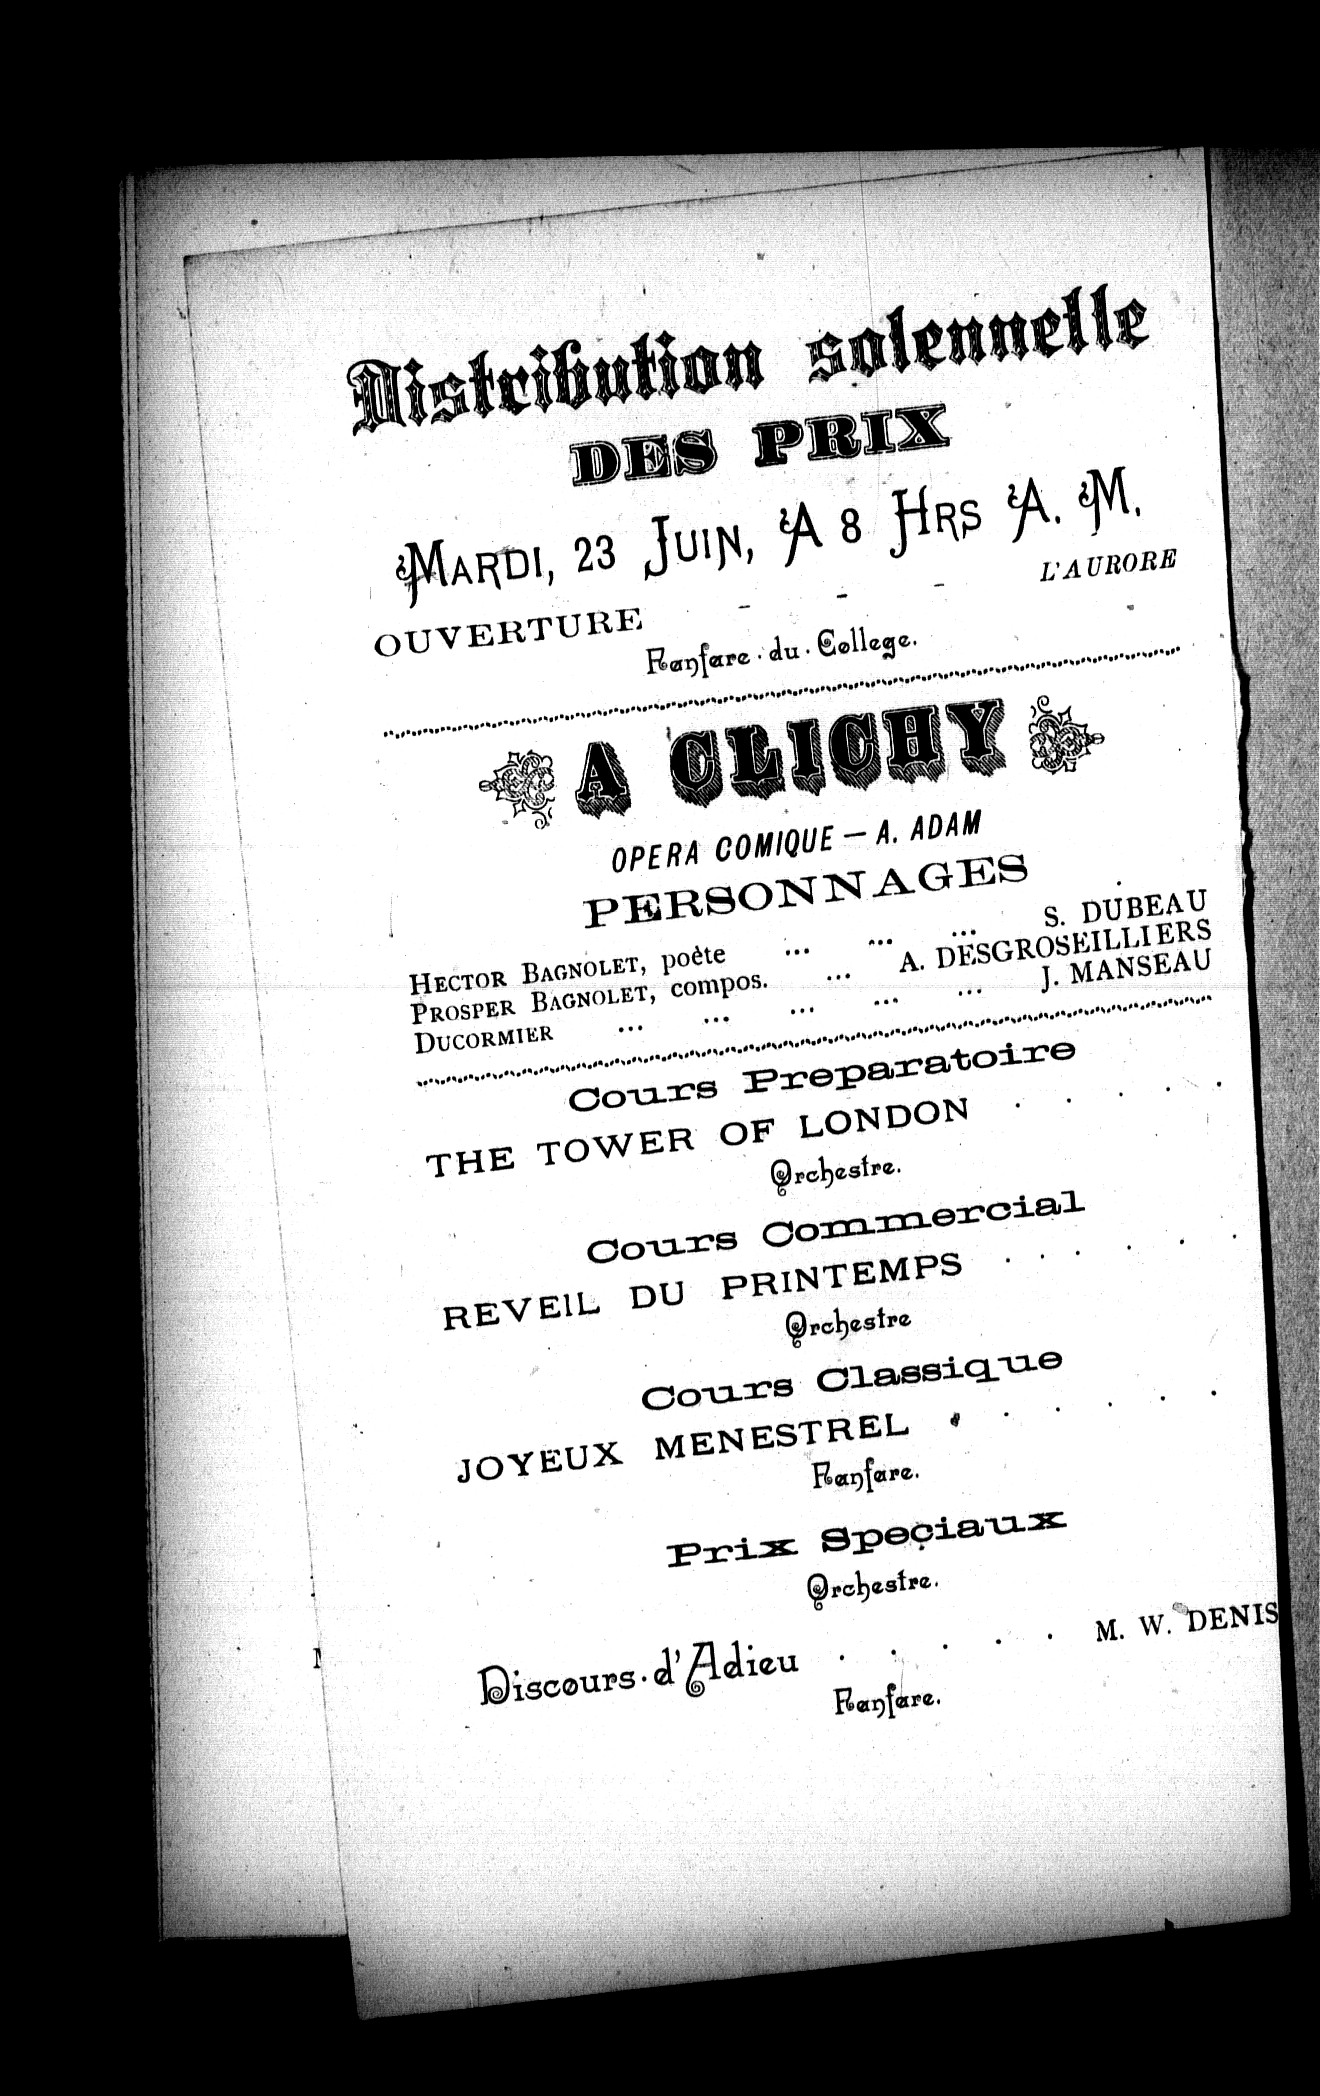 Distribution solennelle
DES PRIX
MARDI, 23 JUIN, A 8 HRS A. M.
OUVERTURE - - - L'AURORE
Fanfare · du · College.
A CLICHY
OPERA COMIQUE — A. ADAM
PERSONNAGES
HECTOR BAGNOLET, poète ... ... ... S. DUBEAU
PROSPER BAGNOLET, compos. ... A. DESGROSEILLIERS
DUCORMIER ... ... ... ... ... J. MANSEAU
Cours Preparatoire
THE TOWER OF LONDON . . . . .
Orchestre.
Cours Commercial
REVEIL DU PRINTEMPS . . . . . .
Orchestre
Cours Classique
JOYEUX MENESTREL . . . . . .
Fanfare.
Prix Speçiaux
Orchestre.
Discours · d'Adieu . . . . . M. W. DENIS
Fanfare.